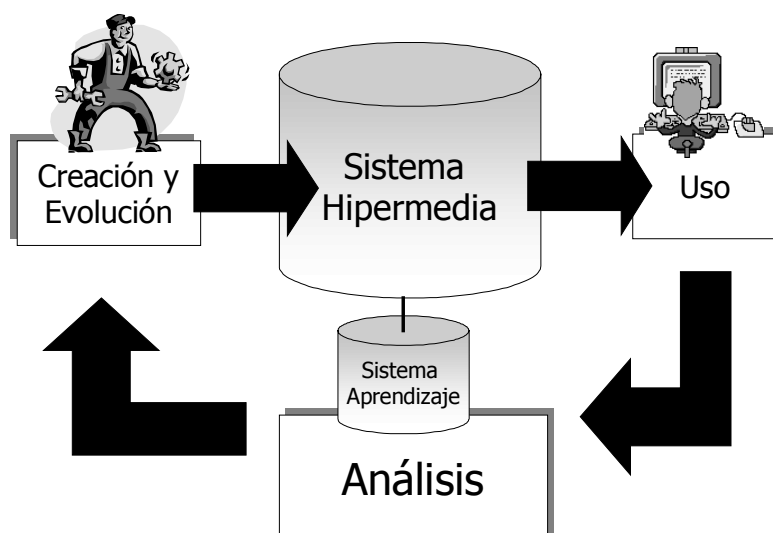 Creación y
Evolución
Sistema
Hipermedia
Uso
Sistema
Aprendizaje
Análisis